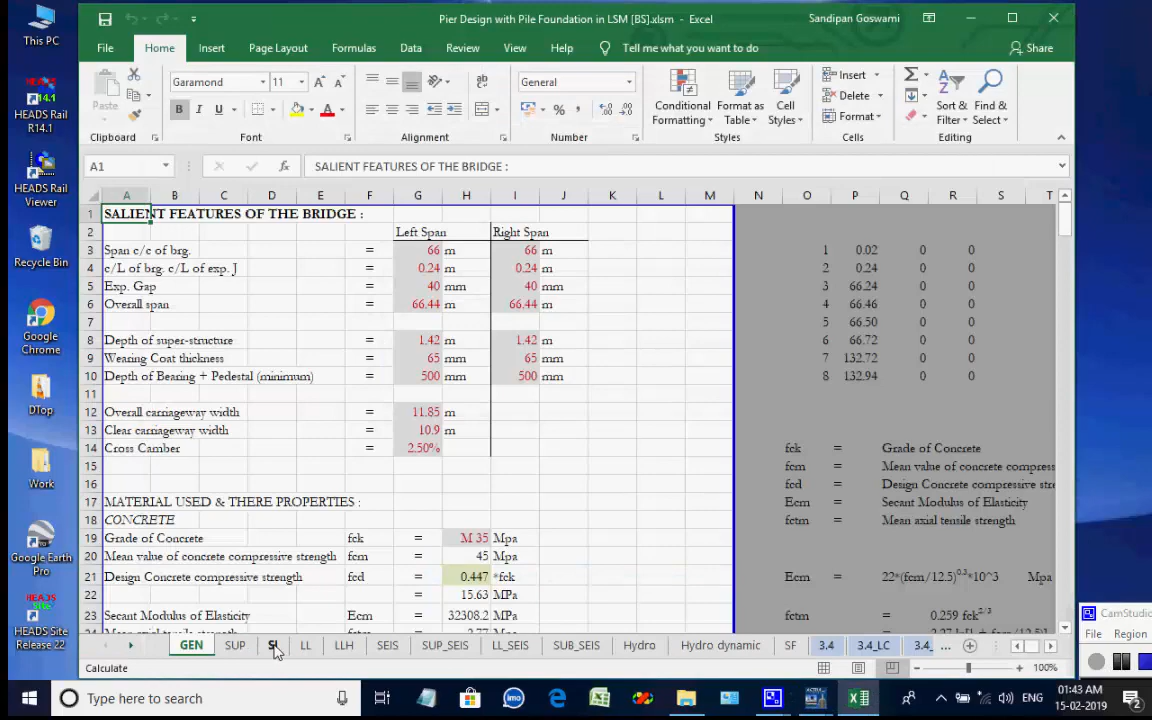 This PC
HEADS Rail
R14.1
HEADS Rail
Viewer
Recycle Bin
Google
Chrome
DTop
Work
Google Earth
Pro
HEADS Site
Release 22
Pier Design with Pile Foundation in LSM [BS].xlsm - Excel
Sandipan Goswami
File Home Insert Page Layout Formulas Data Review View Help Tell me what you want to do Share
Paste
Garamond 11
B I U
General
Conditional
Formatting
Format as
Table
Cell
Styles
Insert
Delete
Format
Sort &
Filter
Find &
Select
Clipboard Font Alignment Number Styles Cells Editing
A1 fx SALIENT FEATURES OF THE BRIDGE :
A B C D E F G H I J K L M N O P Q R S T
1 SALIENT FEATURES OF THE BRIDGE :
2 Left Span Right Span
3 Span c/c of brg. = 66 m 66 m 1 0.02 0 0
4 c/L of brg. c/L of exp. J = 0.24 m 0.24 m 2 0.24 0 0
5 Exp. Gap = 40 mm 40 mm 3 66.24 0 0
6 Overall span = 66.44 m 66.44 m 4 66.46 0 0
7 5 66.50 0 0
8 Depth of super-structure = 1.42 m 1.42 m 6 66.72 0 0
9 Wearing Coat thickness = 65 mm 65 mm 7 132.72 0 0
10 Depth of Bearing + Pedestal (minimum) = 500 mm 500 mm 8 132.94 0 0
11
12 Overall carriageway width = 11.85 m
13 Clear carriageway width = 10.9 m
14 Cross Camber = 2.50% fck = Grade of Concrete
15 fcm = Mean value of concrete compress
16 fcd = Design Concrete compressive stre
17 MATERIAL USED & THERE PROPERTIES : Ecm = Secant Modulus of Elasticity
18 CONCRETE fctm = Mean axial tensile strength
19 Grade of Concrete fck = M 35 Mpa
20 Mean value of concrete compressive strength fcm = 45 Mpa
21 Design Concrete compressive strength fcd = 0.447 *fck Ecm = 22*(fcm/12.5)^0.3*10^3 Mpa
22 = 15.63 MPa
23 Secant Modulus of Elasticity Ecm = 32308.2 MPa fctm = 0.259 fck^2/3
GEN SUP SI LL LLH SEIS SUP_SEIS LL_SEIS SUB_SEIS Hydro Hydro dynamic SF 3.4 3.4_LC 3.4_ ...
Calculate
100%
CamStudio
File Region
Type here to search
ENG
01:43 AM
15-02-2019
2